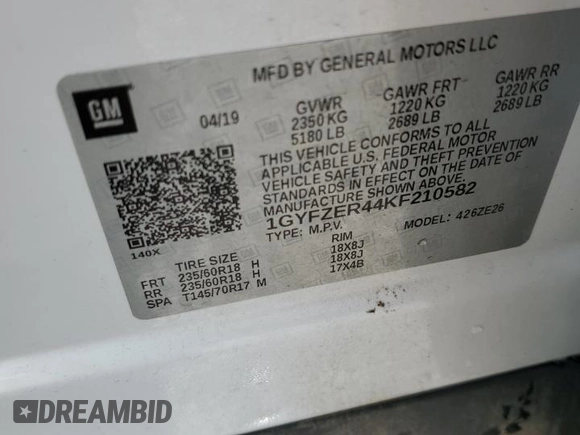 MFD BY GENERAL MOTORS LLC
GM
04/19 GVWR GAWR FRT GAWR RR
2350 KG 1220 KG 1220 KG
5180 LB 2689 LB 2689 LB
THIS VEHICLE CONFORMS TO ALL
APPLICABLE U.S. FEDERAL MOTOR
VEHICLE SAFETY AND THEFT PREVENTION
STANDARDS IN EFFECT ON THE DATE OF
MANUFACTURE SHOWN ABOVE.
1GYFZER44KF210582
TYPE: M.P.V. MODEL: 426ZE26
140X
TIRE SIZE RIM
FRT 235/60R18 H 18X8J
RR 235/60R18 H 18X8J
SPA T145/70R17 M 17X4B
DREAMBID